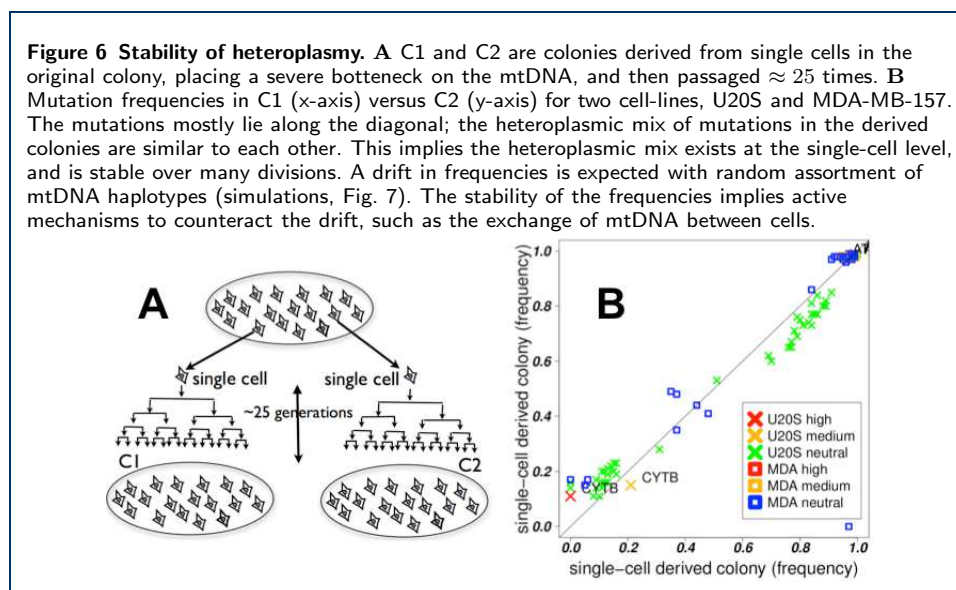 Figure 6 Stability of heteroplasmy. A C1 and C2 are colonies derived from single cells in the
original colony, placing a severe botteneck on the mtDNA, and then passaged ≈ 25 times. B
Mutation frequencies in C1 (x-axis) versus C2 (y-axis) for two cell-lines, U20S and MDA-MB-157.
The mutations mostly lie along the diagonal; the heteroplasmic mix of mutations in the derived
colonies are similar to each other. This implies the heteroplasmic mix exists at the single-cell level,
and is stable over many divisions. A drift in frequencies is expected with random assortment of
mtDNA haplotypes (simulations, Fig. 7). The stability of the frequencies implies active
mechanisms to counteract the drift, such as the exchange of mtDNA between cells.
A
single cell
single cell
~25 generations
C1
C2
B
single-cell derived colony (frequency)
1.0
0.8
0.6
0.4
0.2
0.0
CYTB
CYTB
U20S high
U20S medium
U20S neutral
MDA high
MDA medium
MDA neutral
0.0 0.2 0.4 0.6 0.8 1.0
single-cell derived colony (frequency)